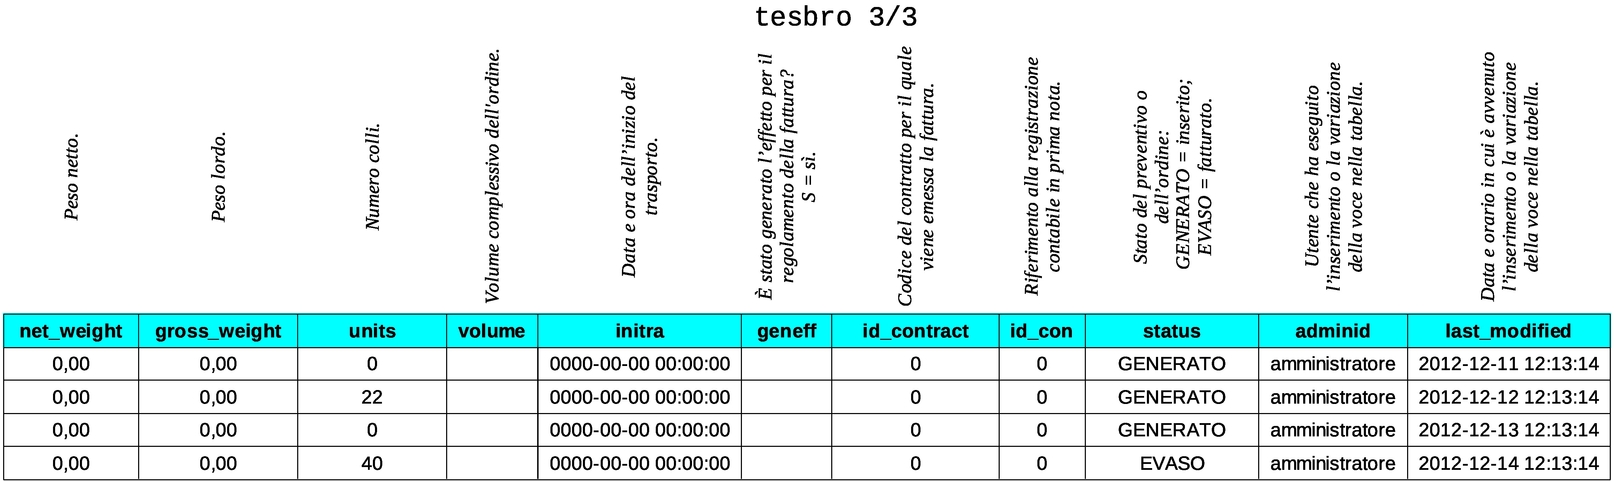 tesbro 3/3
Peso netto.
Peso lordo.
Numero colli.
Volume complessivo dell'ordine.
Data e ora dell'inizio del
trasporto.
È stato generato l'effetto per il
regolamento della fattura?
S = sì.
Codice del contratto per il quale
viene emessa la fattura.
Riferimento alla registrazione
contabile in prima nota.
Stato del preventivo o
dell'ordine:
GENERATO = inserito;
EVASO = fatturato.
Utente che ha eseguito
l'inserimento o la variazione
della voce nella tabella.
Data e orario in cui è avvenuto
l'inserimento o la variazione
della voce nella tabella.
net_weight gross_weight units volume initra geneff id_contract id_con status adminid last_modified
0,00 0,00 0 0000-00-00 00:00:00 0 0 GENERATO amministratore 2012-12-11 12:13:14
0,00 0,00 22 0000-00-00 00:00:00 0 0 GENERATO amministratore 2012-12-12 12:13:14
0,00 0,00 0 0000-00-00 00:00:00 0 0 GENERATO amministratore 2012-12-13 12:13:14
0,00 0,00 40 0000-00-00 00:00:00 0 0 EVASO amministratore 2012-12-14 12:13:14